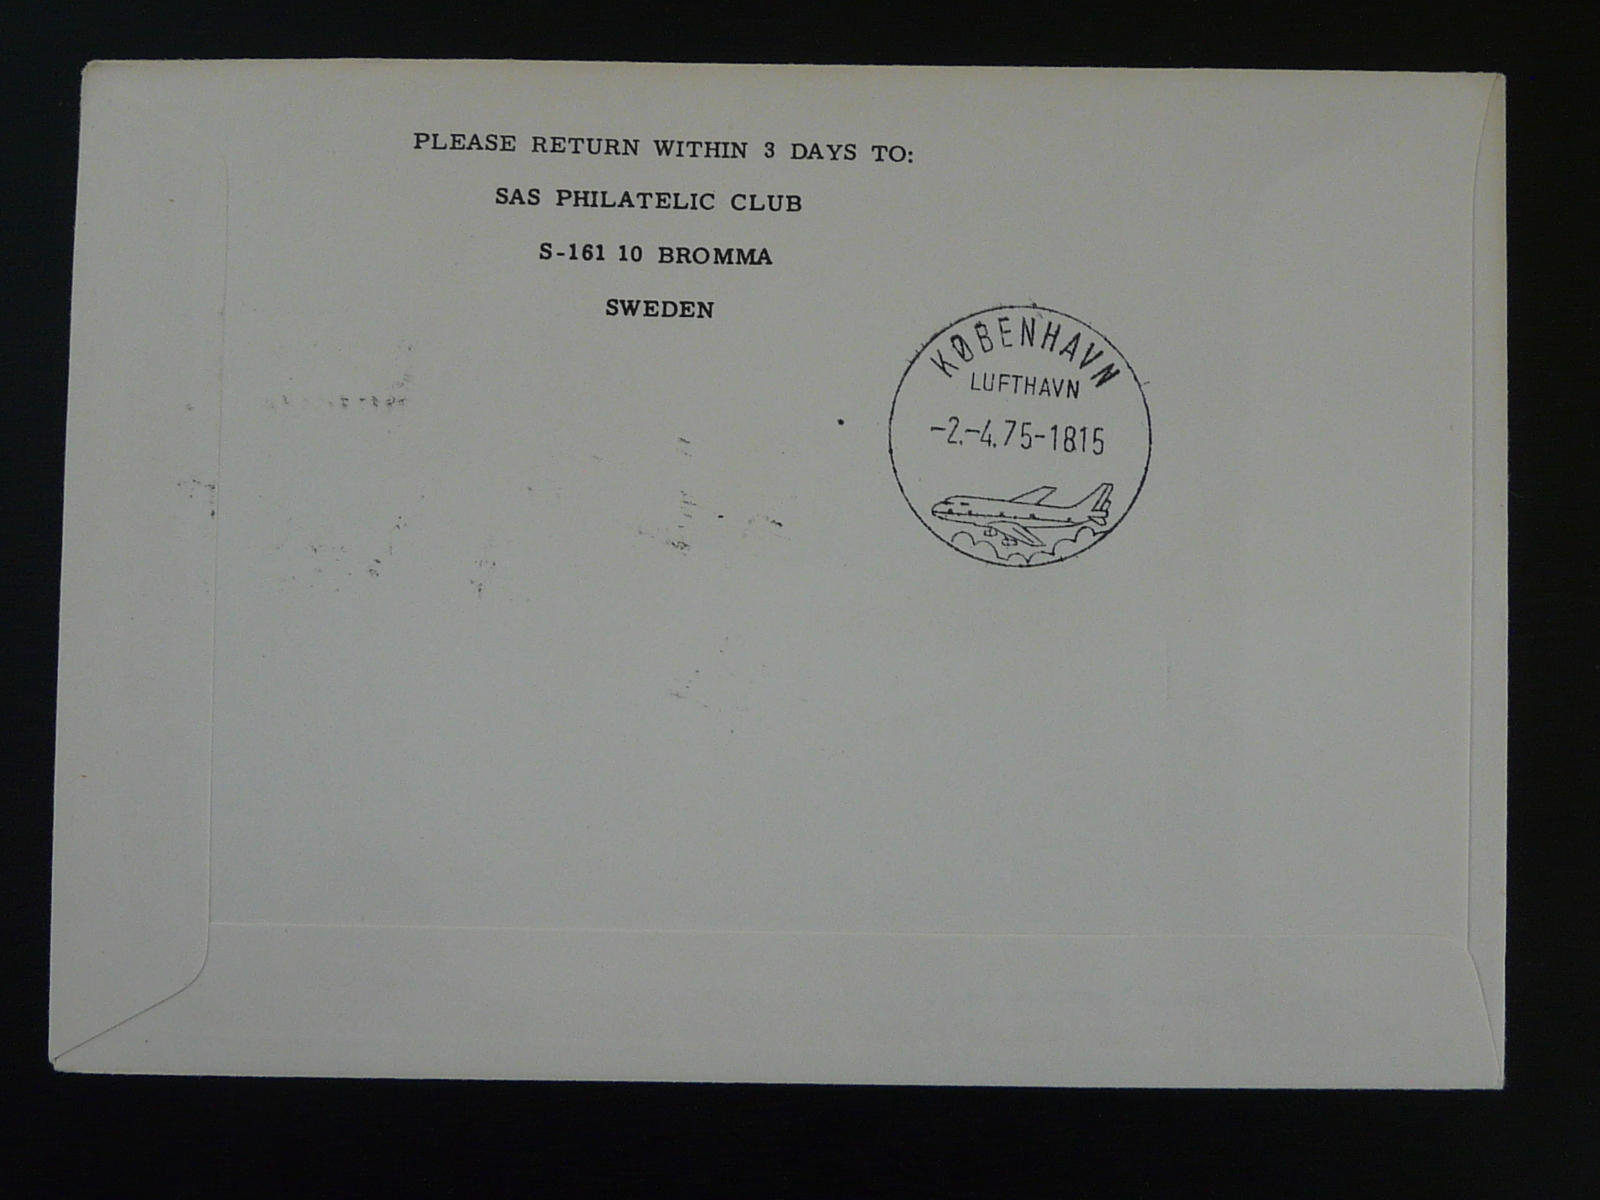 PLEASE RETURN WITHIN 3 DAYS TO:
SAS PHILATELIC CLUB
S-161 10 BROMMA
SWEDEN
KØBENHAVN
LUFTHAVN
-2.-4.75-1815